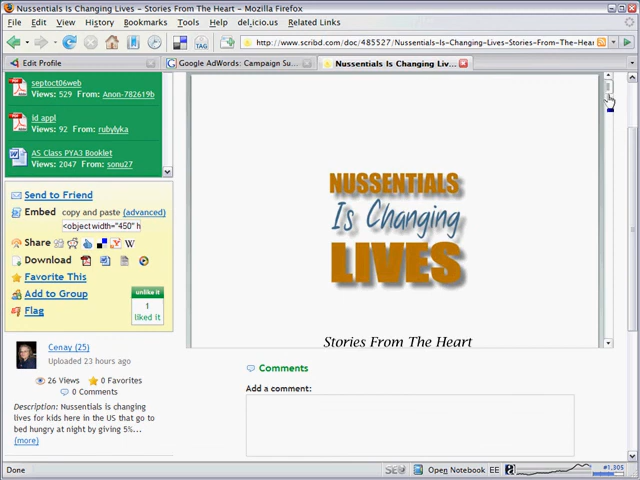 Nussentials Is Changing Lives - Stories From The Heart - Mozilla Firefox
File Edit View History Bookmarks Tools Help del.icio.us Related Links
TAG
http://www.scribd.com/doc/485527/Nussentials-Is-Changing-Lives-Stories-From-The-Hear
Edit Profile
Google AdWords: Campaign Su...
Nussentials Is Changing Liv...
septoct06web
Views: 529 From: Anon-782619b
id appl
Views: 92 From: rubylyka
AS Class PYA3 Booklet
Views: 2047 From: sonu27
Send to Friend
Embed copy and paste (advanced)
<object width="450" h
Share
Download
Favorite This
Add to Group
Flag
unlike it
1
liked it
NUSSENTIALS
Is Changing
LIVES
Stories From The Heart
Cenay (25)
Uploaded 23 hours ago
26 Views 0 Favorites
0 Comments
Description: Nussentials is changing
lives for kids here in the US that go to
bed hungry at night by giving 5%...
(more)
Comments
Add a comment:
Done
SEO
Open Notebook
EE
#1,305